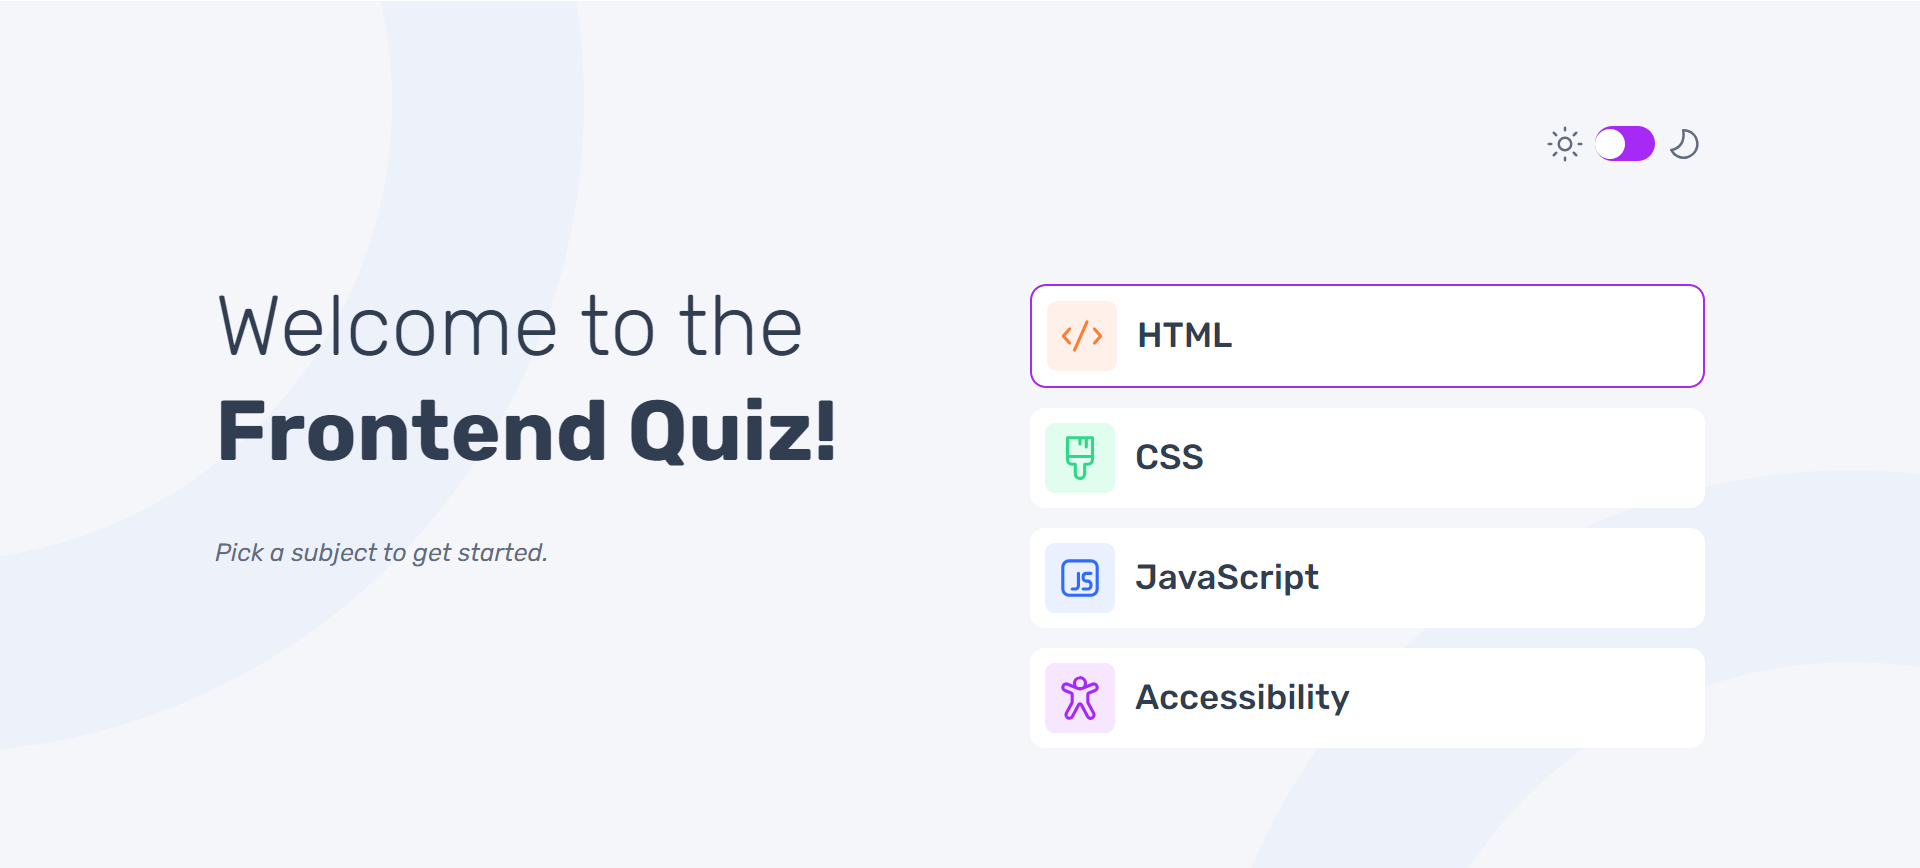 Welcome to the
Frontend Quiz!
Pick a subject to get started.
HTML
CSS
JS
JavaScript
Accessibility